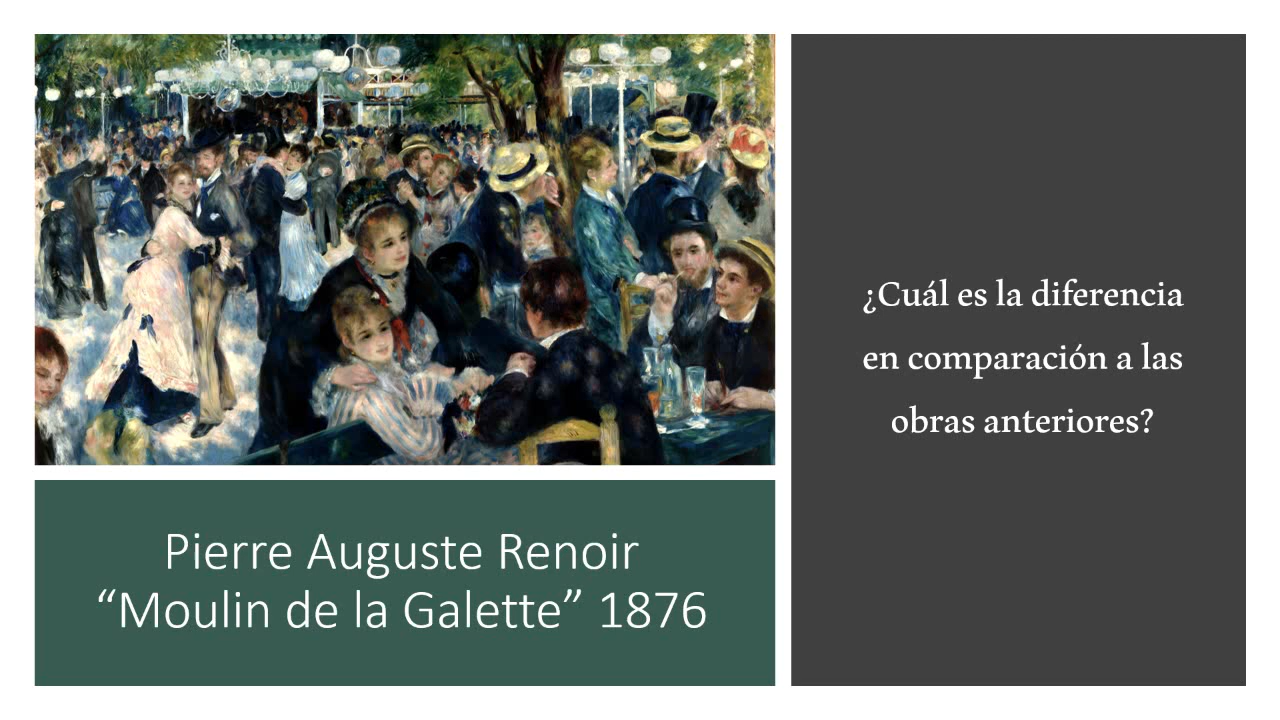 Pierre Auguste Renoir
“Moulin de la Galette” 1876
¿Cuál es la diferencia
en comparación a las
obras anteriores?